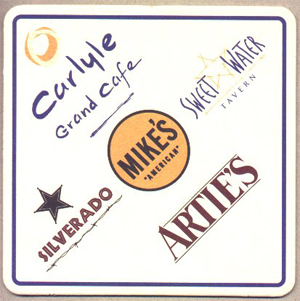 Carlyle
Grand Cafe
SWEET WATER
TAVERN
MIKE'S
"AMERICAN"
SILVERADO
ARTIE'S